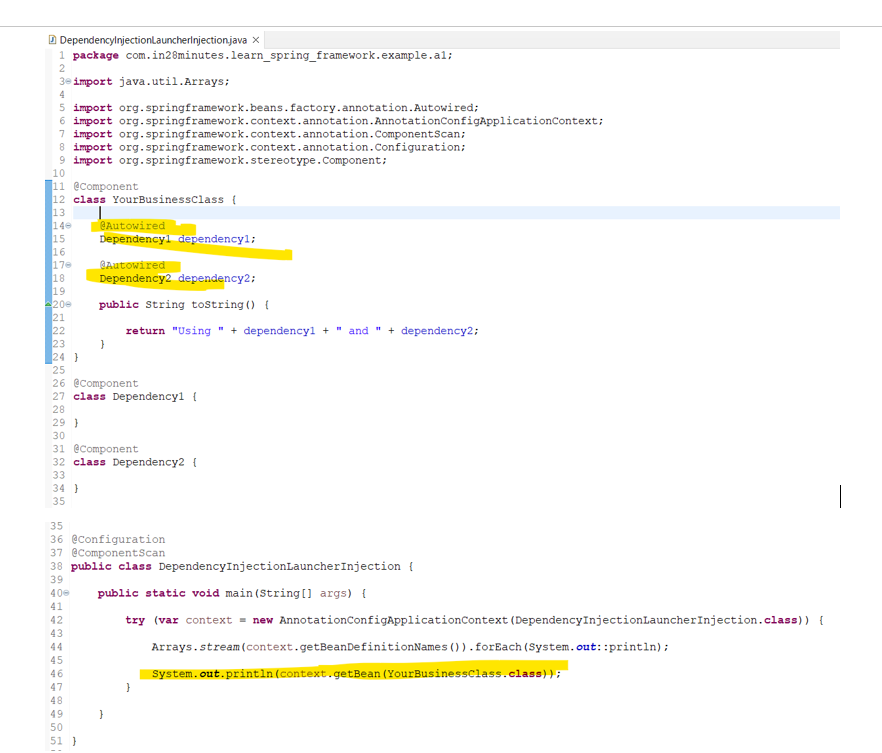 DependencyInjectionLauncherInjection.java
1 package com.in28minutes.learn_spring_framework.example.a1;
2
3 import java.util.Arrays;
4
5 import org.springframework.beans.factory.annotation.Autowired;
6 import org.springframework.context.annotation.AnnotationConfigApplicationContext;
7 import org.springframework.context.annotation.ComponentScan;
8 import org.springframework.context.annotation.Configuration;
9 import org.springframework.stereotype.Component;
10
11 @Component
12 class YourBusinessClass {
13
14 @Autowired
15 Dependency1 dependency1;
16
17 @Autowired
18 Dependency2 dependency2;
19
20 public String toString() {
21
22 return "Using " + dependency1 + " and " + dependency2;
23 }
24 }
25
26 @Component
27 class Dependency1 {
28
29 }
30
31 @Component
32 class Dependency2 {
33
34 }
35
35
36 @Configuration
37 @ComponentScan
38 public class DependencyInjectionLauncherInjection {
39
40 public static void main(String[] args) {
41
42 try (var context = new AnnotationConfigApplicationContext(DependencyInjectionLauncherInjection.class)) {
43
44 Arrays.stream(context.getBeanDefinitionNames()).forEach(System.out::println);
45
46 System.out.println(context.getBean(YourBusinessClass.class));
47 }
48
49 }
50
51 }